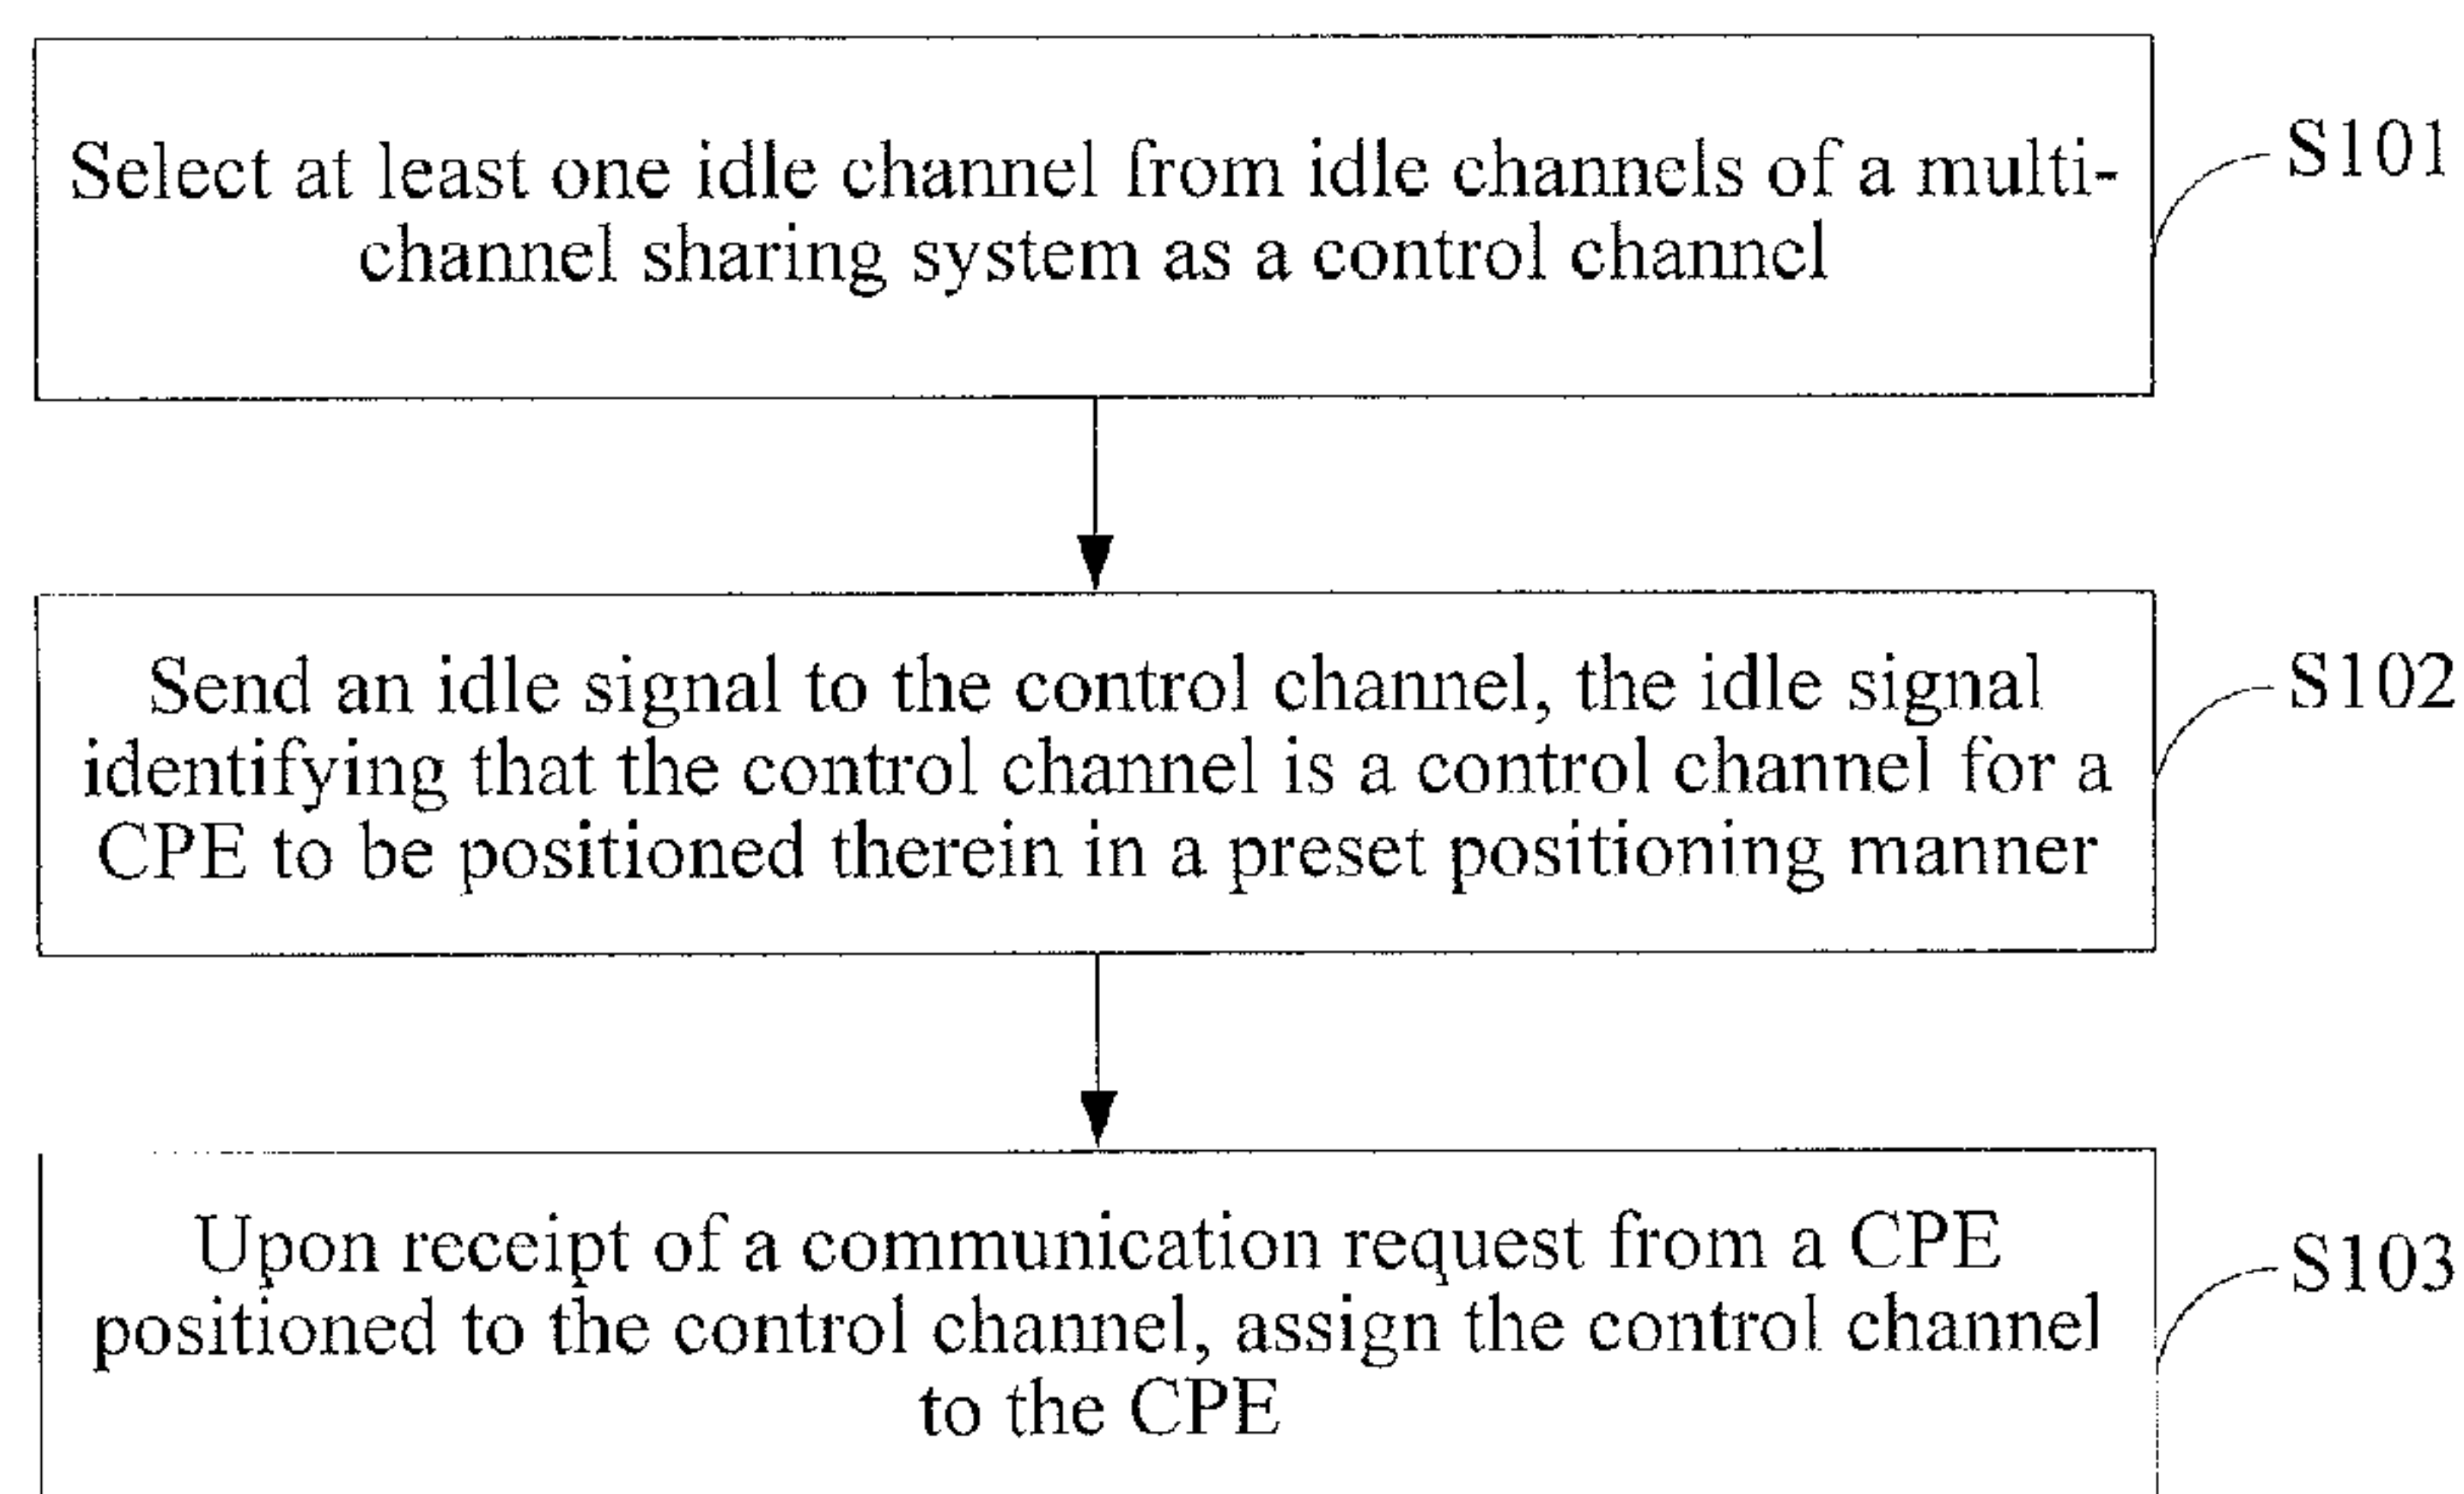 Select at least one idle channel from idle channels of a multi-
channel sharing system as a control channel
S101
Send an idle signal to the control channel, the idle signal
identifying that the control channel is a control channel for a
CPE to be positioned therein in a preset positioning manner
S102
Upon receipt of a communication request from a CPE
positioned to the control channel, assign the control channel
to the CPE
S103